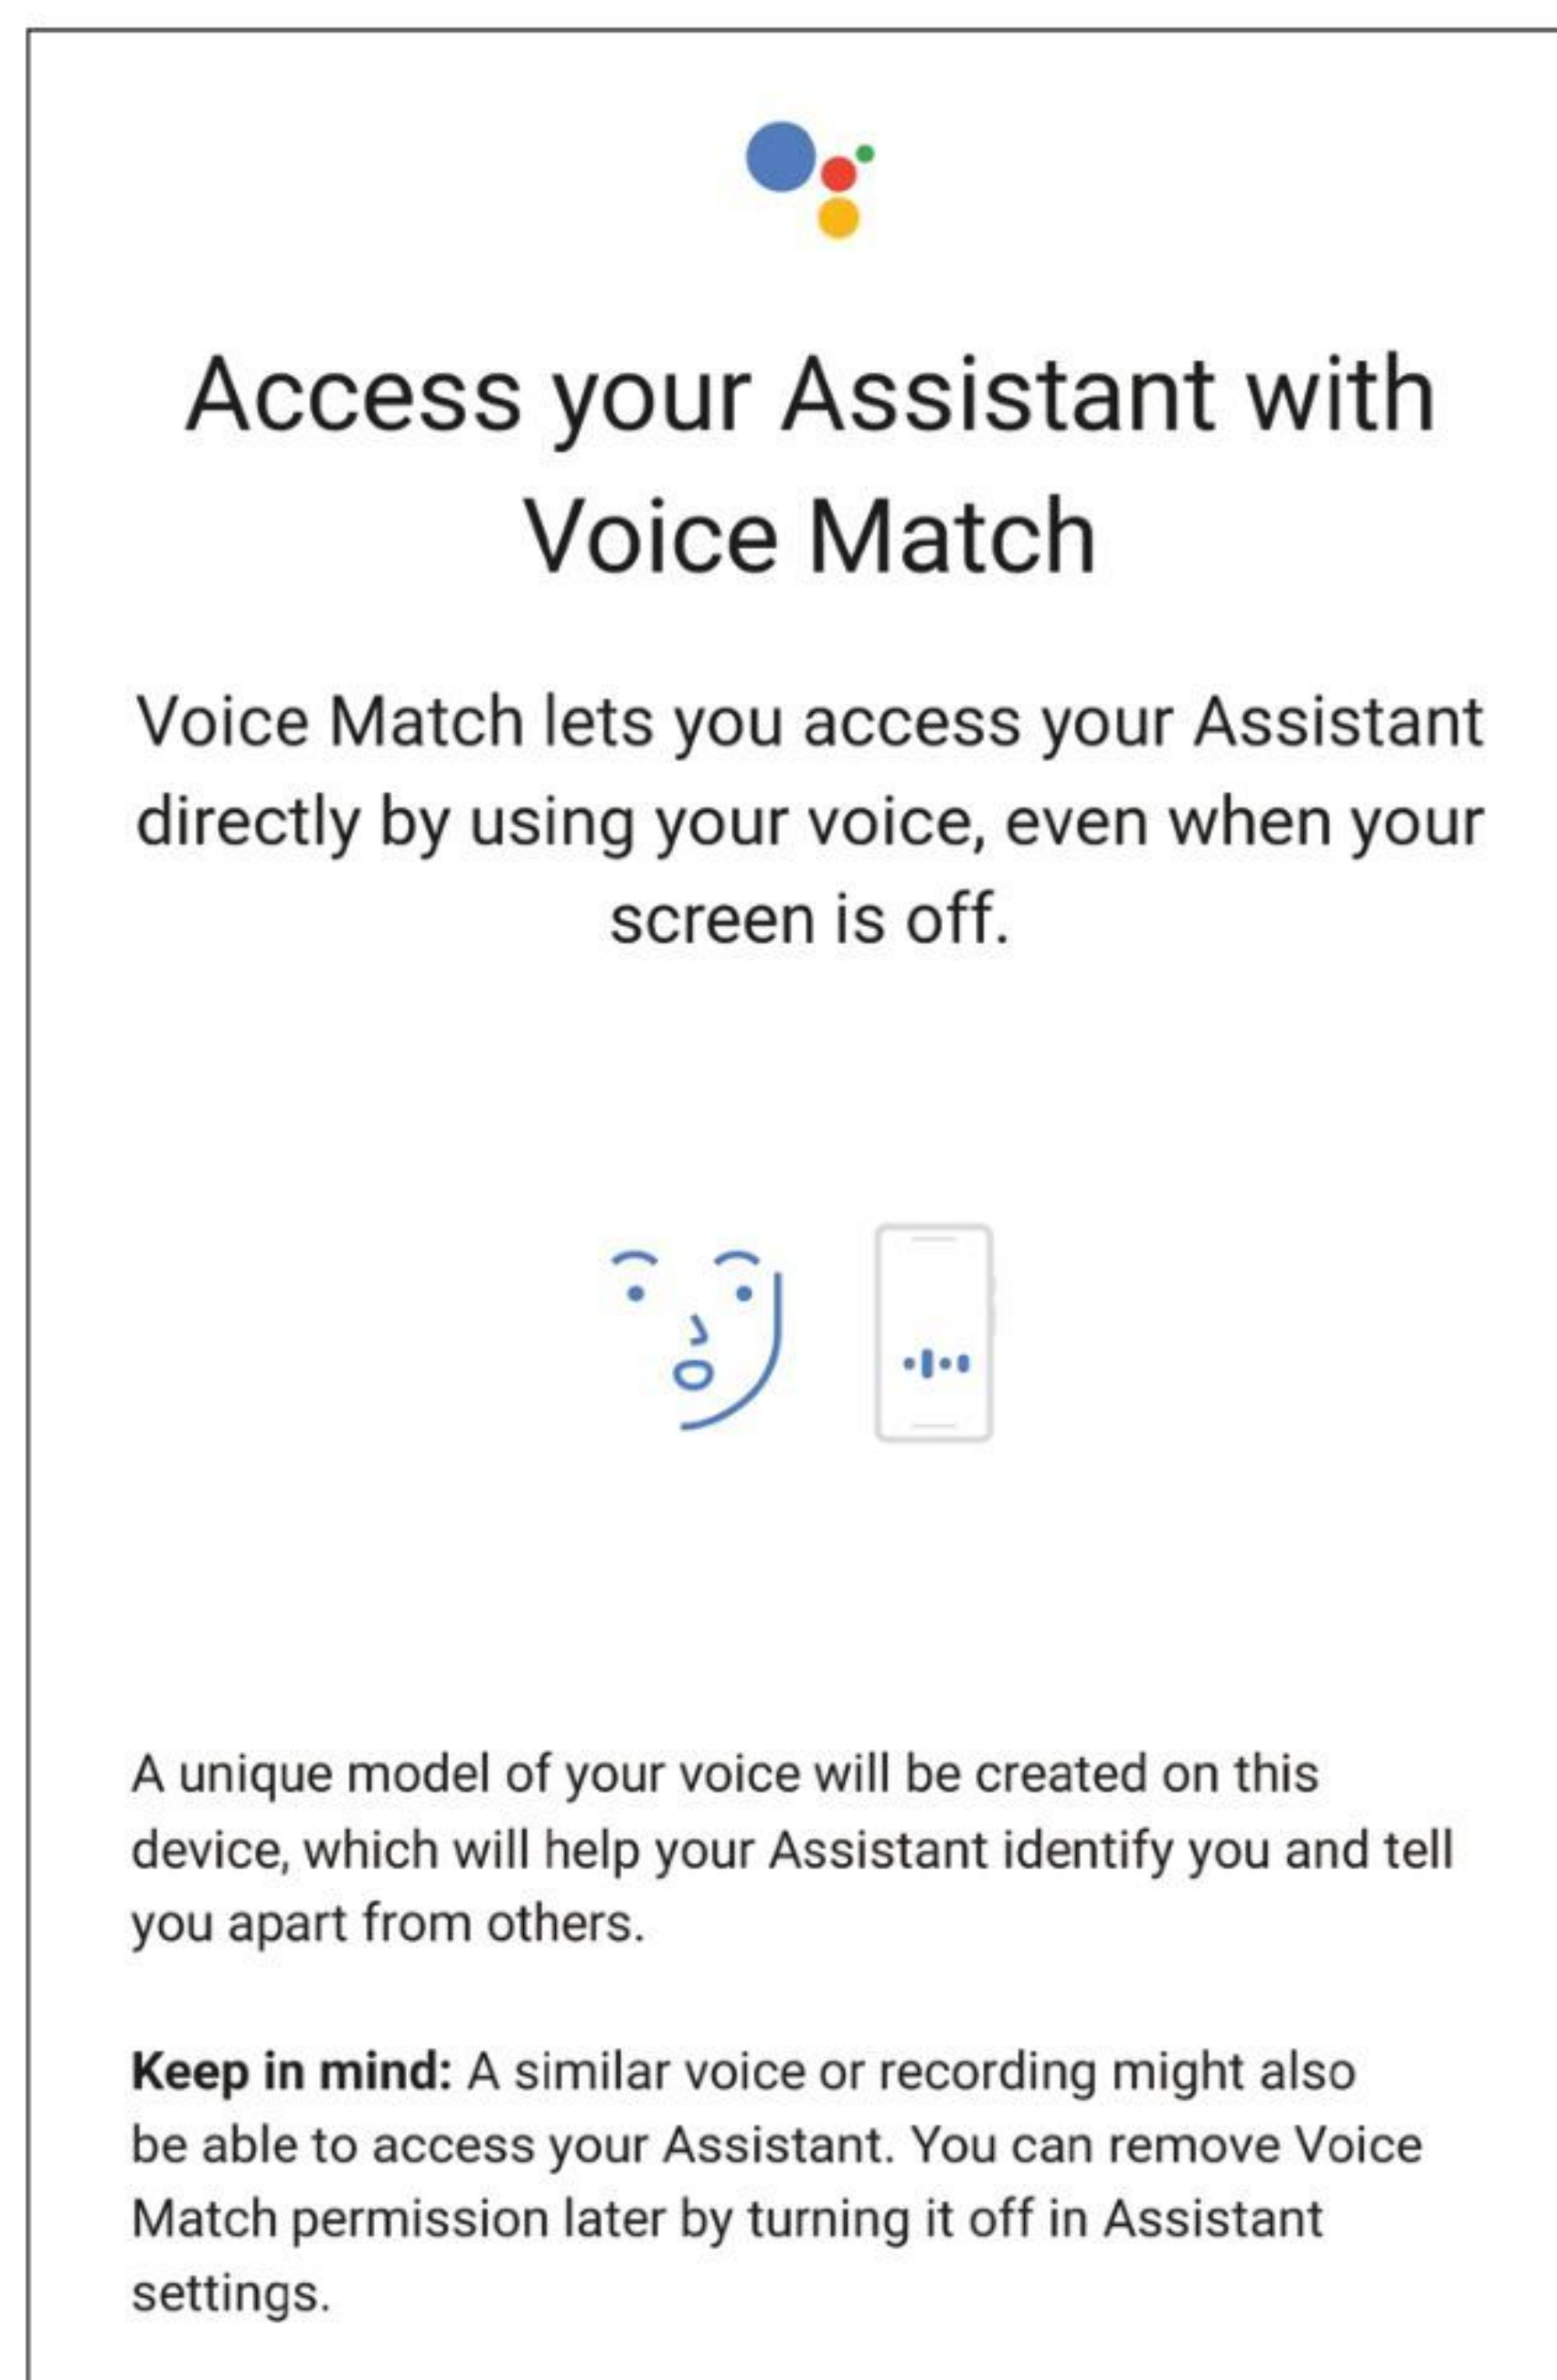 Access your Assistant with
Voice Match
Voice Match lets you access your Assistant
directly by using your voice, even when your
screen is off.
A unique model of your voice will be created on this
device, which will help your Assistant identify you and tell
you apart from others.
Keep in mind: A similar voice or recording might also
be able to access your Assistant. You can remove Voice
Match permission later by turning it off in Assistant
settings.